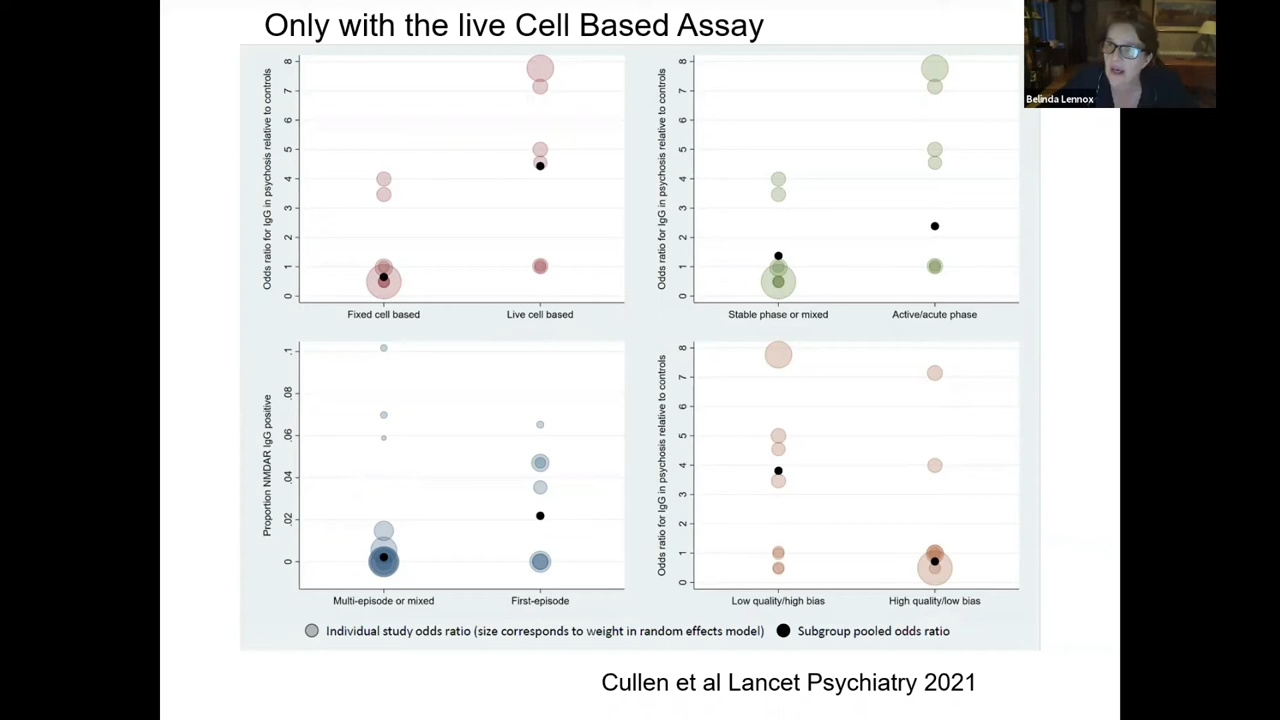 Only with the live Cell Based Assay
Belinda Lennox
Odds ratio for IgG in psychosis relative to controls
8
7
6
5
4
3
2
1
0
Fixed cell based
Live cell based
Odds ratio for IgG in psychosis relative to controls
8
7
6
5
4
3
2
1
0
Stable phase or mixed
Active/acute phase
Proportion NMDAR IgG positive
.1
.08
.06
.04
.02
0
Multi-episode or mixed
First-episode
Odds ratio for IgG in psychosis relative to controls
8
7
6
5
4
3
2
1
0
Low quality/high bias
High quality/low bias
Individual study odds ratio (size corresponds to weight in random effects model)
Subgroup pooled odds ratio
Cullen et al Lancet Psychiatry 2021